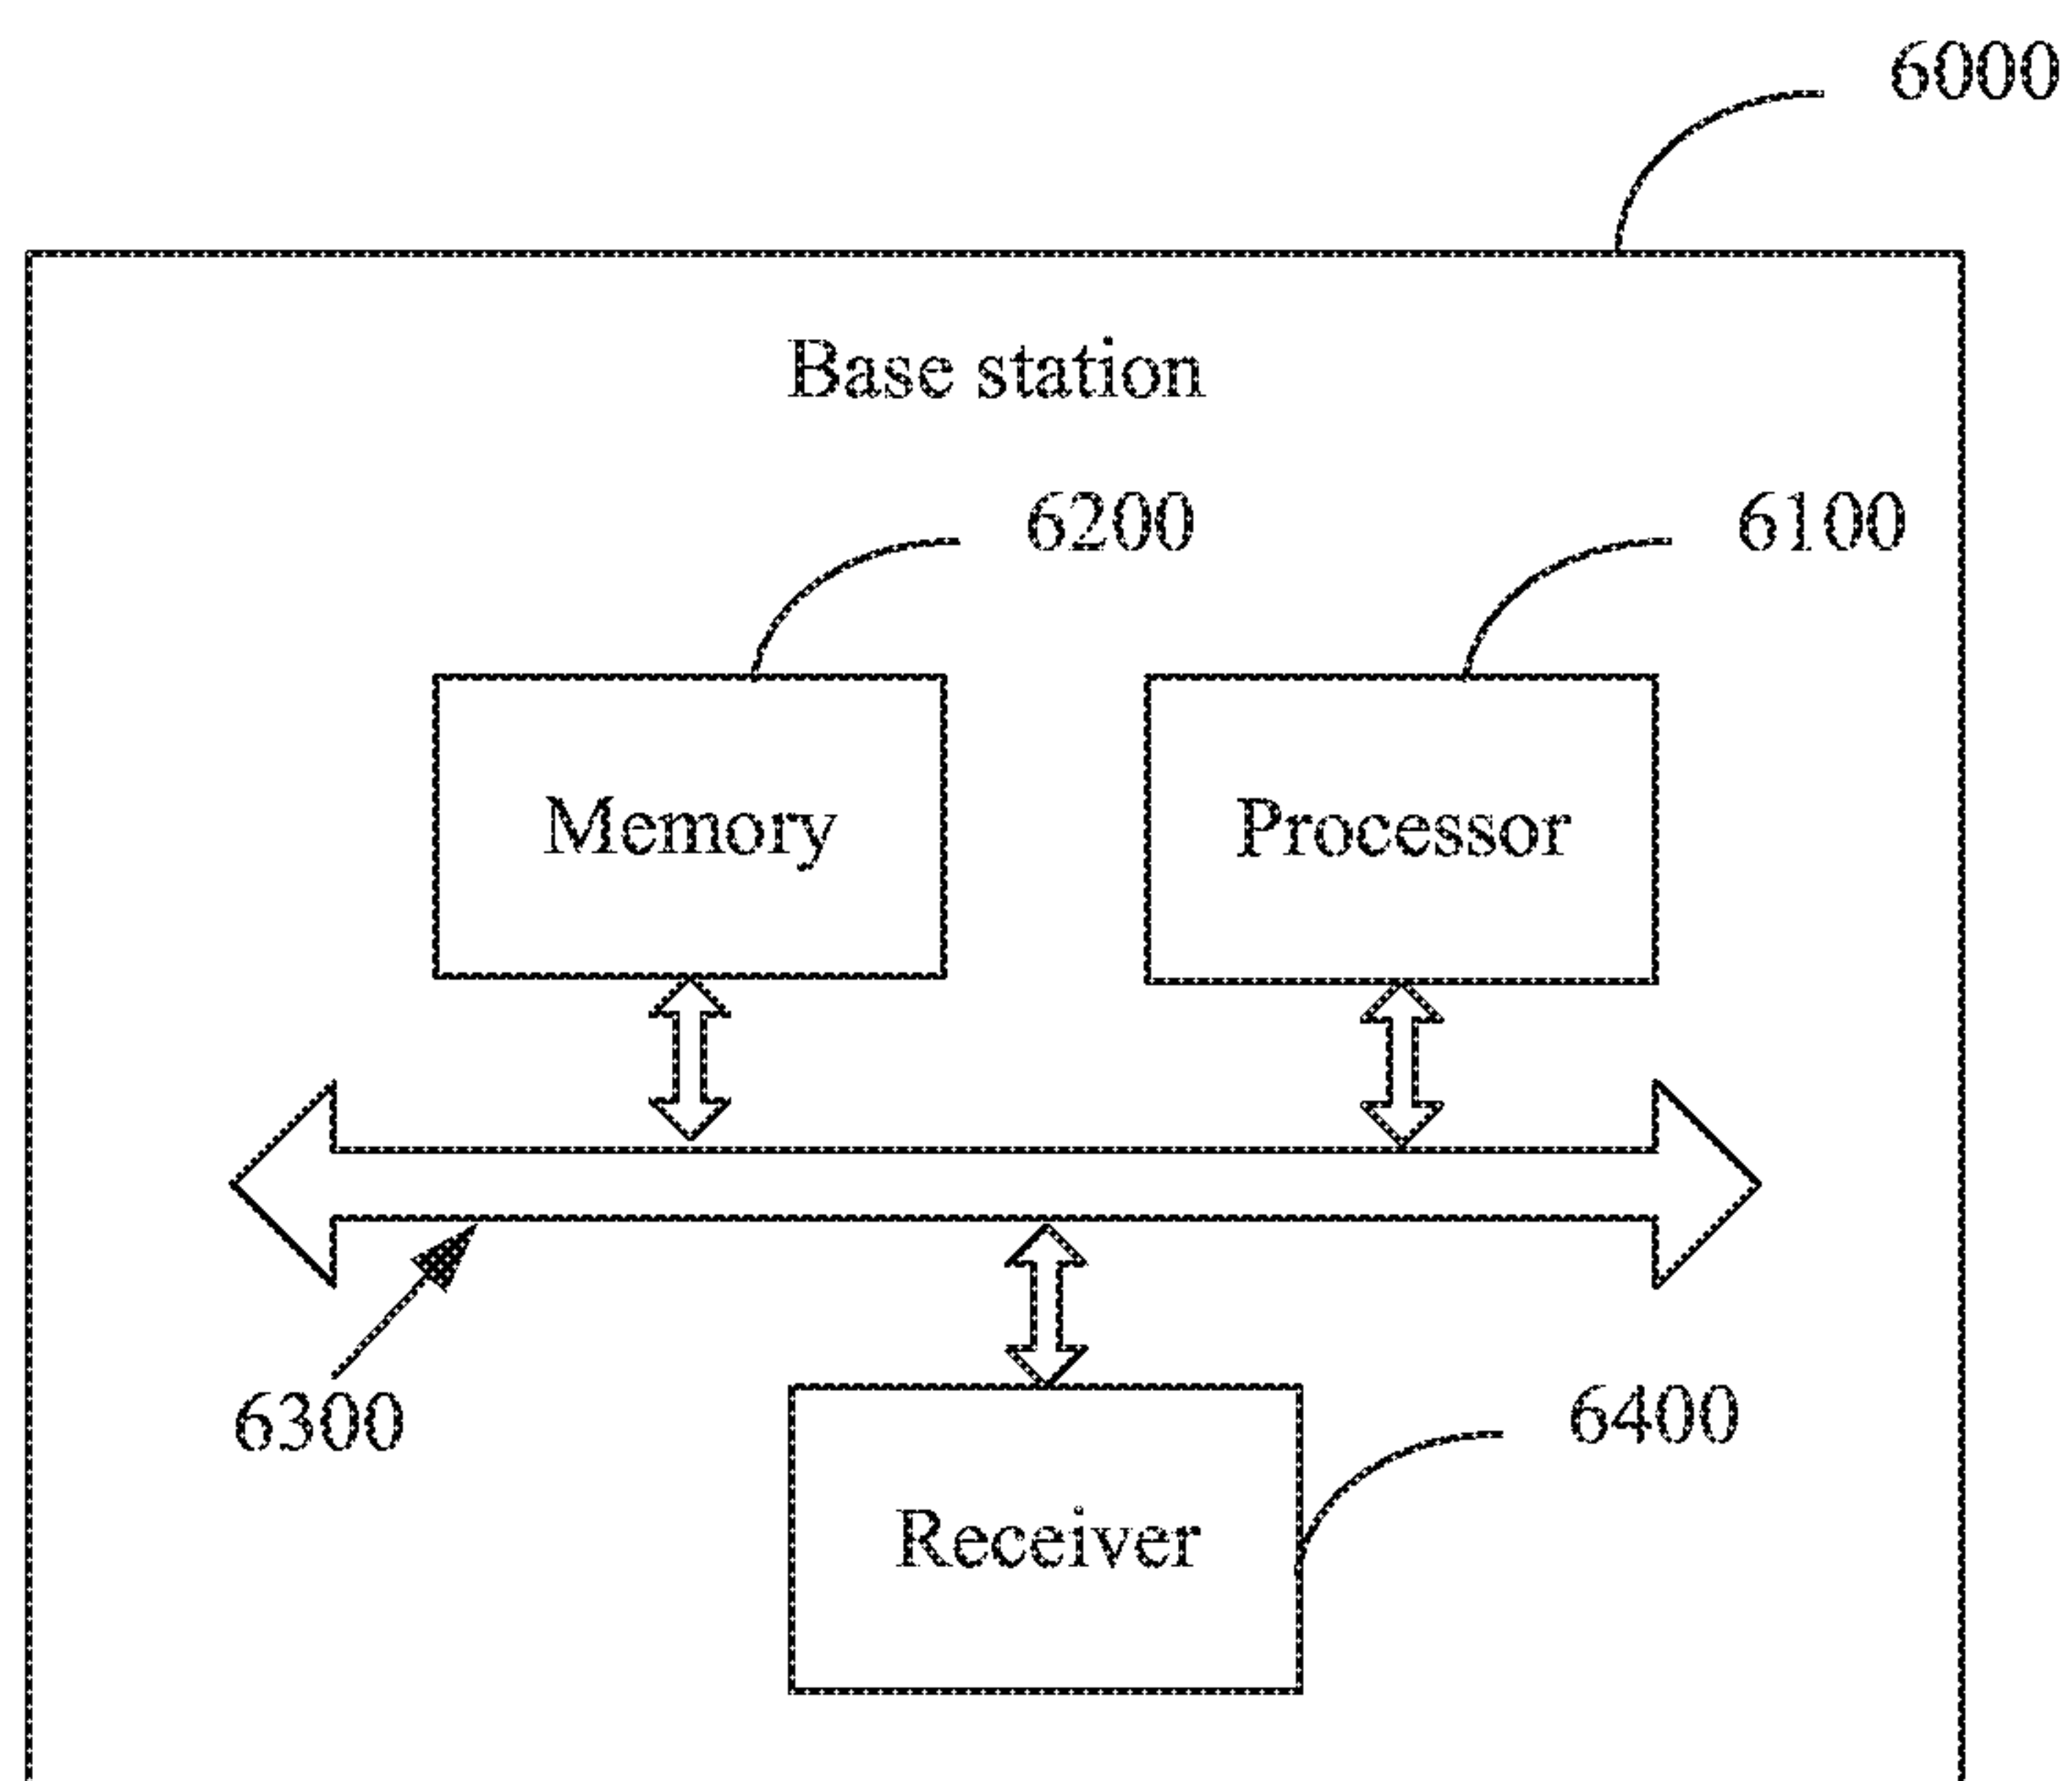 6000
Base station
6200
6100
Memory
Processor
6300
6400
Receiver